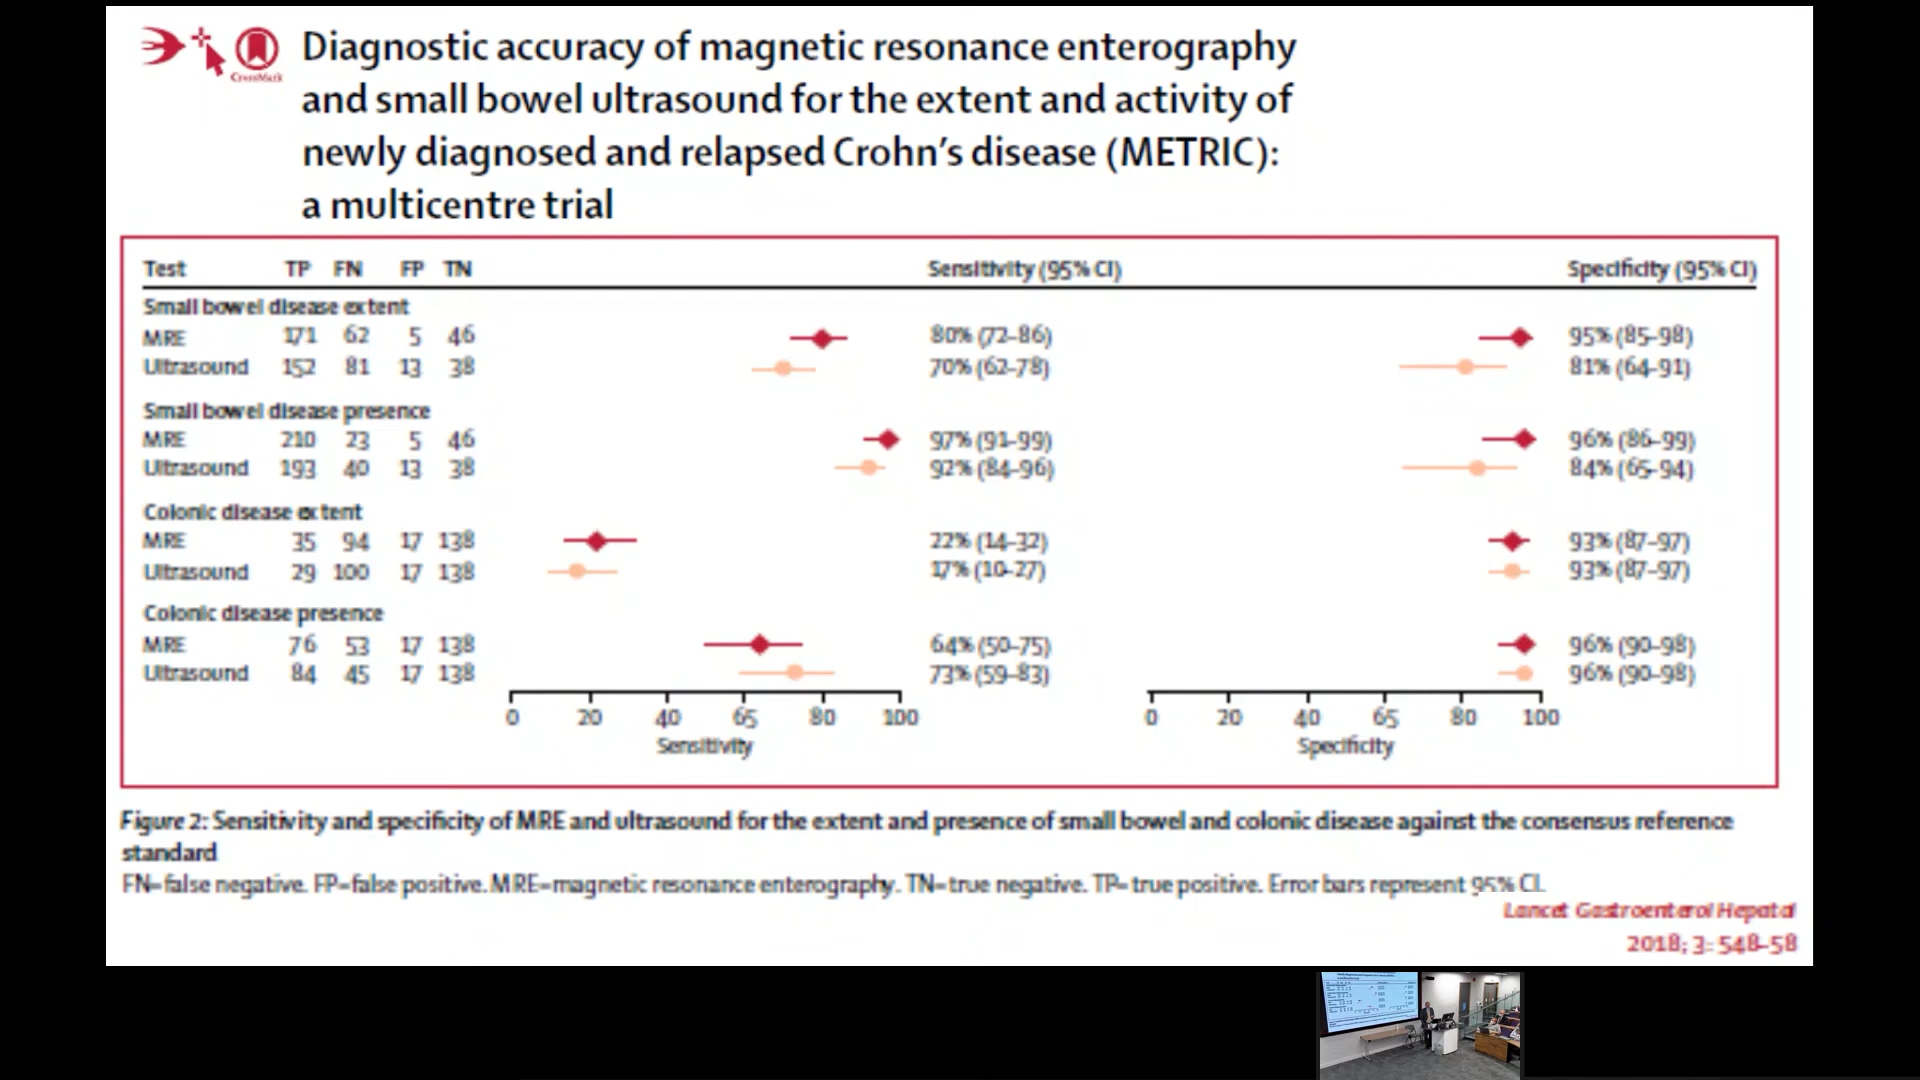 CrossMark
Diagnostic accuracy of magnetic resonance enterography
and small bowel ultrasound for the extent and activity of
newly diagnosed and relapsed Crohn's disease (METRIC):
a multicentre trial
Test TP FN FP TN Sensitivity (95% CI) Specificity (95% CI)
Small bowel disease extent
MRE 171 62 5 46 80% (72–86) 95% (85–98)
Ultrasound 152 81 13 38 70% (62–78) 81% (64–91)
Small bowel disease presence
MRE 210 23 5 46 97% (91–99) 96% (86–99)
Ultrasound 193 40 13 38 92% (84–96) 84% (65–94)
Colonic disease extent
MRE 35 94 17 138 22% (14–32) 93% (87–97)
Ultrasound 29 100 17 138 17% (10–27) 93% (87–97)
Colonic disease presence
MRE 76 53 17 138 64% (50–75) 96% (90–98)
Ultrasound 84 45 17 138 73% (59–83) 96% (90–98)
0 20 40 65 80 100 0 20 40 65 80 100
Sensitivity Specificity
Figure 2: Sensitivity and specificity of MRE and ultrasound for the extent and presence of small bowel and colonic disease against the consensus reference
standard
FN=false negative. FP=false positive. MRE=magnetic resonance enterography. TN=true negative. TP=true positive. Error bars represent 95% CI.
Lancet Gastroenterol Hepatol
2018; 3: 548–58